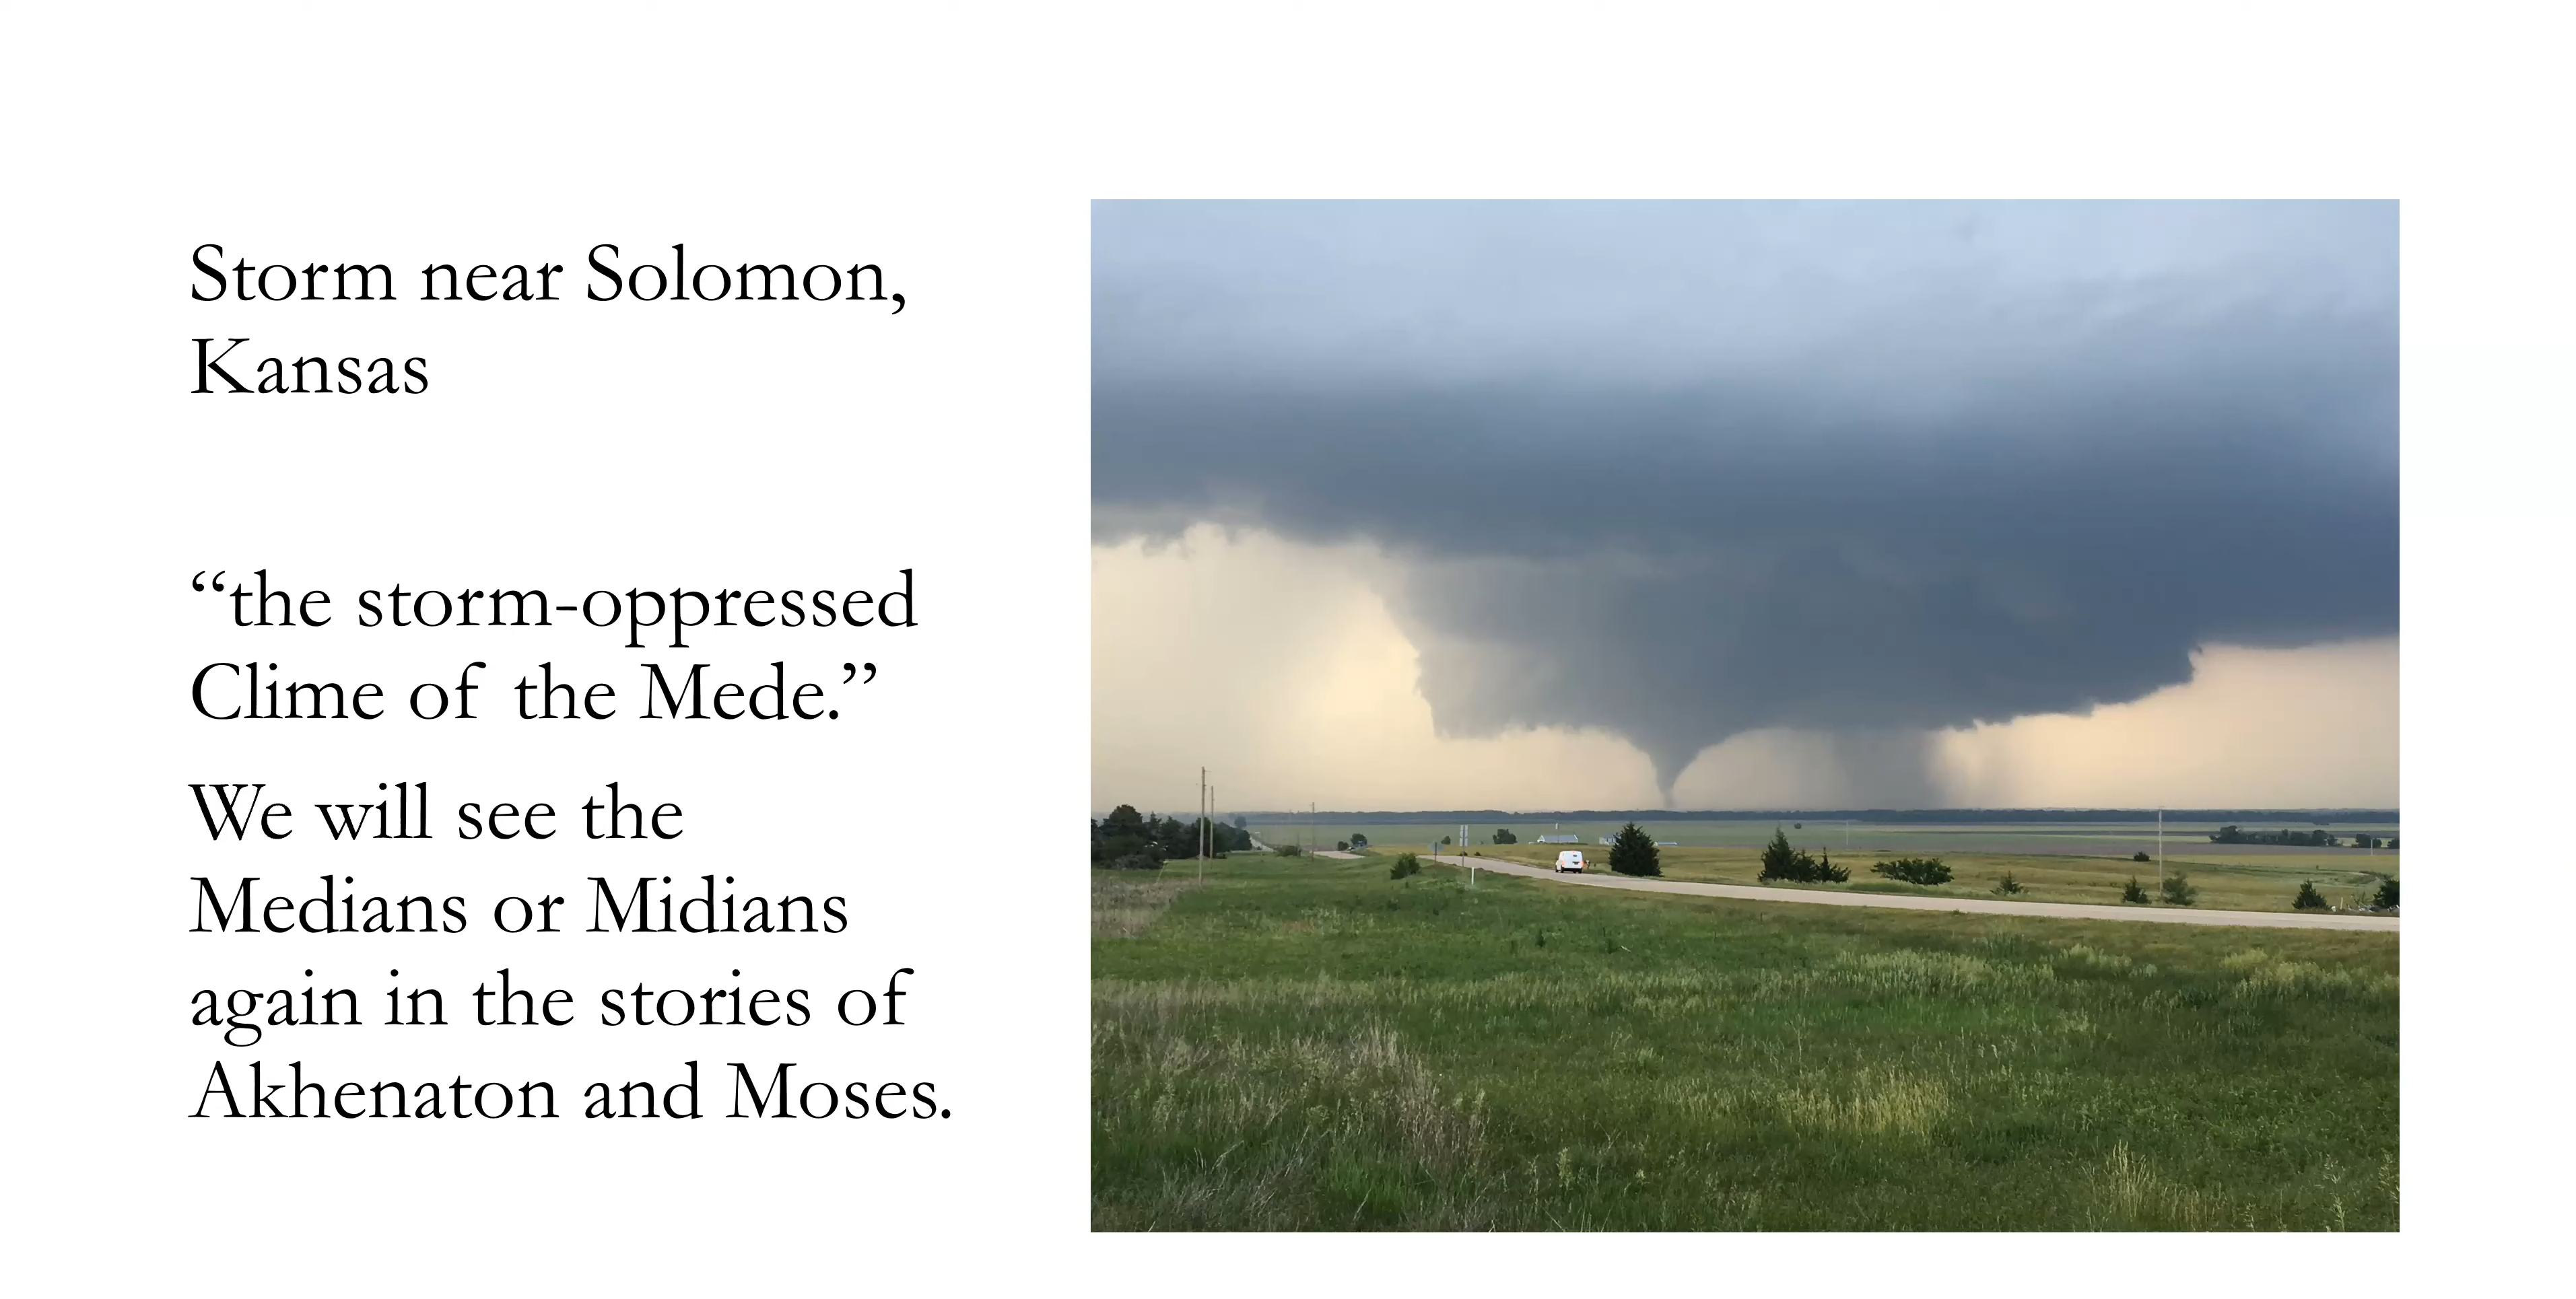 Storm near Solomon,
Kansas
“the storm-oppressed
Clime of the Mede.”
We will see the
Medians or Midians
again in the stories of
Akhenaton and Moses.